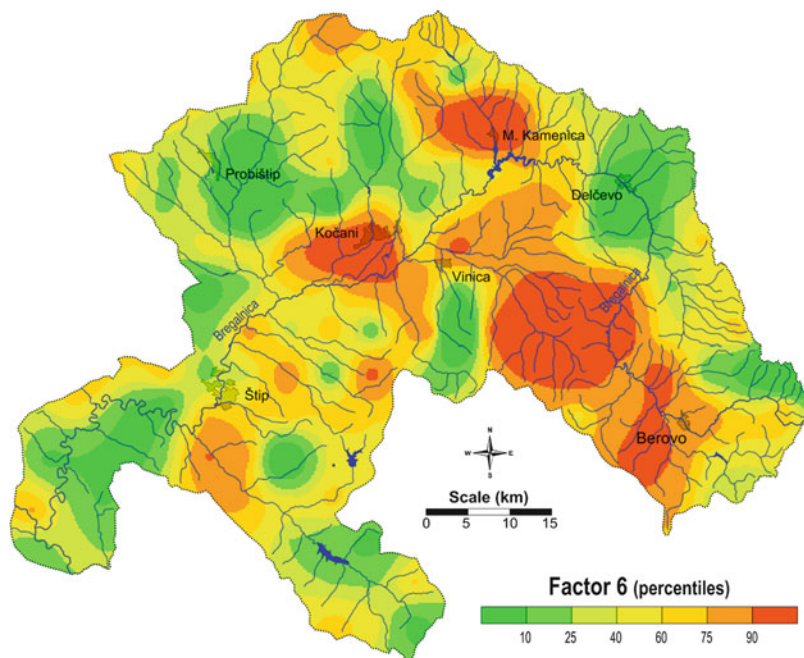 M. Kamenica
Probištip
Delčevo
Kočani
Vinica
Bregalnica
Bregalnica
Štip
Berovo
N
W E
S
Scale (km)
0 5 10 15
Factor 6 (percentiles)
10 25 40 60 75 90